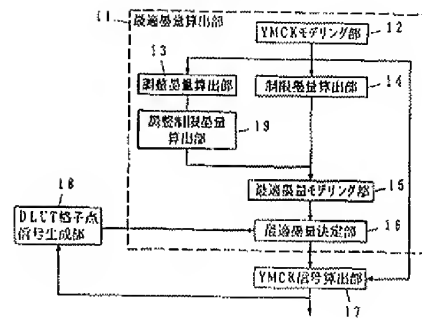 11
最適墨量算出部
YMCKモデリング部
12
13
調整墨量算出部
制限墨量算出部
14
調整制限墨量
算出部
19
最適墨量モデリング部
15
18
DLUT格子点
信号生成部
最適墨量決定部
16
YMCK信号算出部
17